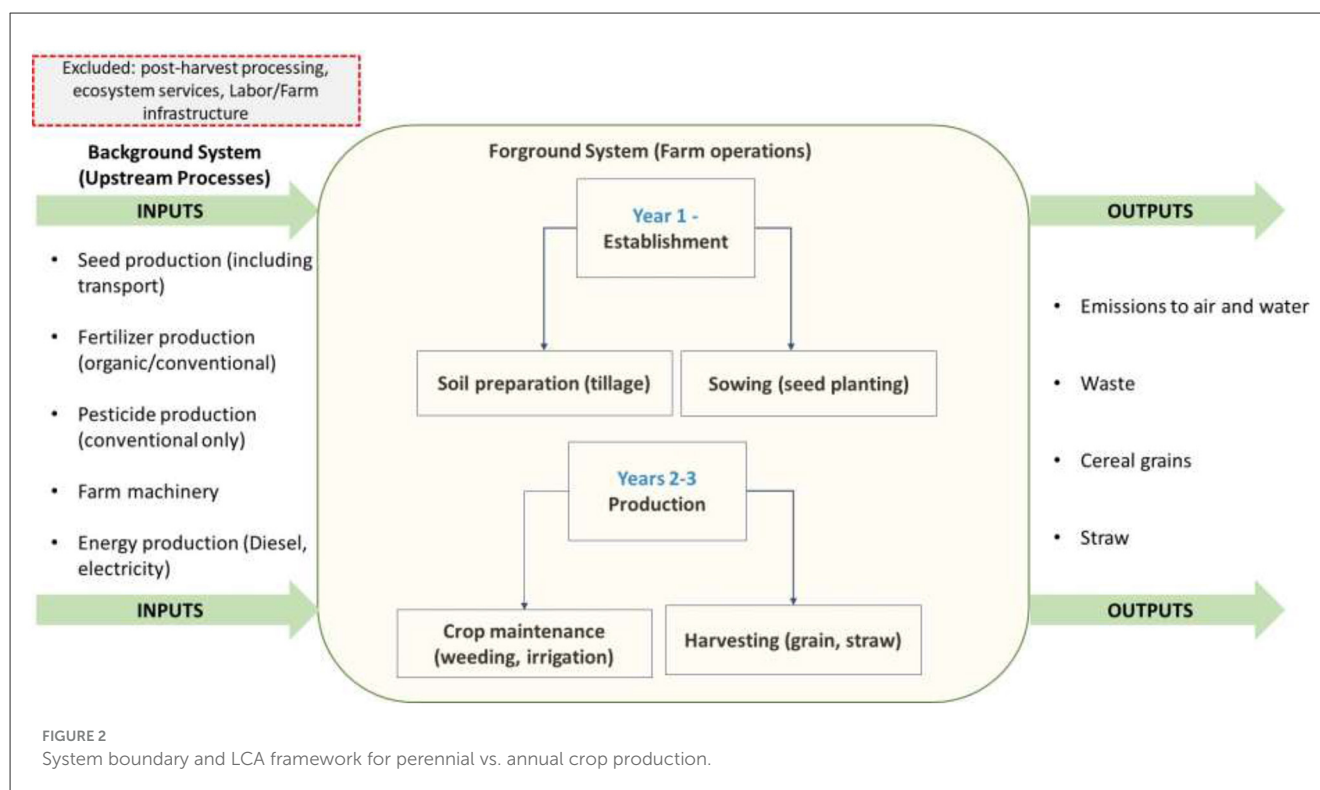 Excluded: post-harvest processing,
ecosystem services, Labor/Farm
infrastructure
Background System
(Upstream Processes)
INPUTS
• Seed production (including
transport)
• Fertilizer production
(organic/conventional)
• Pesticide production
(conventional only)
• Farm machinery
• Energy production (Diesel,
electricity)
INPUTS
Forground System (Farm operations)
Year 1 -
Establishment
Soil preparation (tillage)
Sowing (seed planting)
Years 2-3
Production
Crop maintenance
(weeding, irrigation)
Harvesting (grain, straw)
OUTPUTS
• Emissions to air and water
• Waste
• Cereal grains
• Straw
OUTPUTS
FIGURE 2
System boundary and LCA framework for perennial vs. annual crop production.